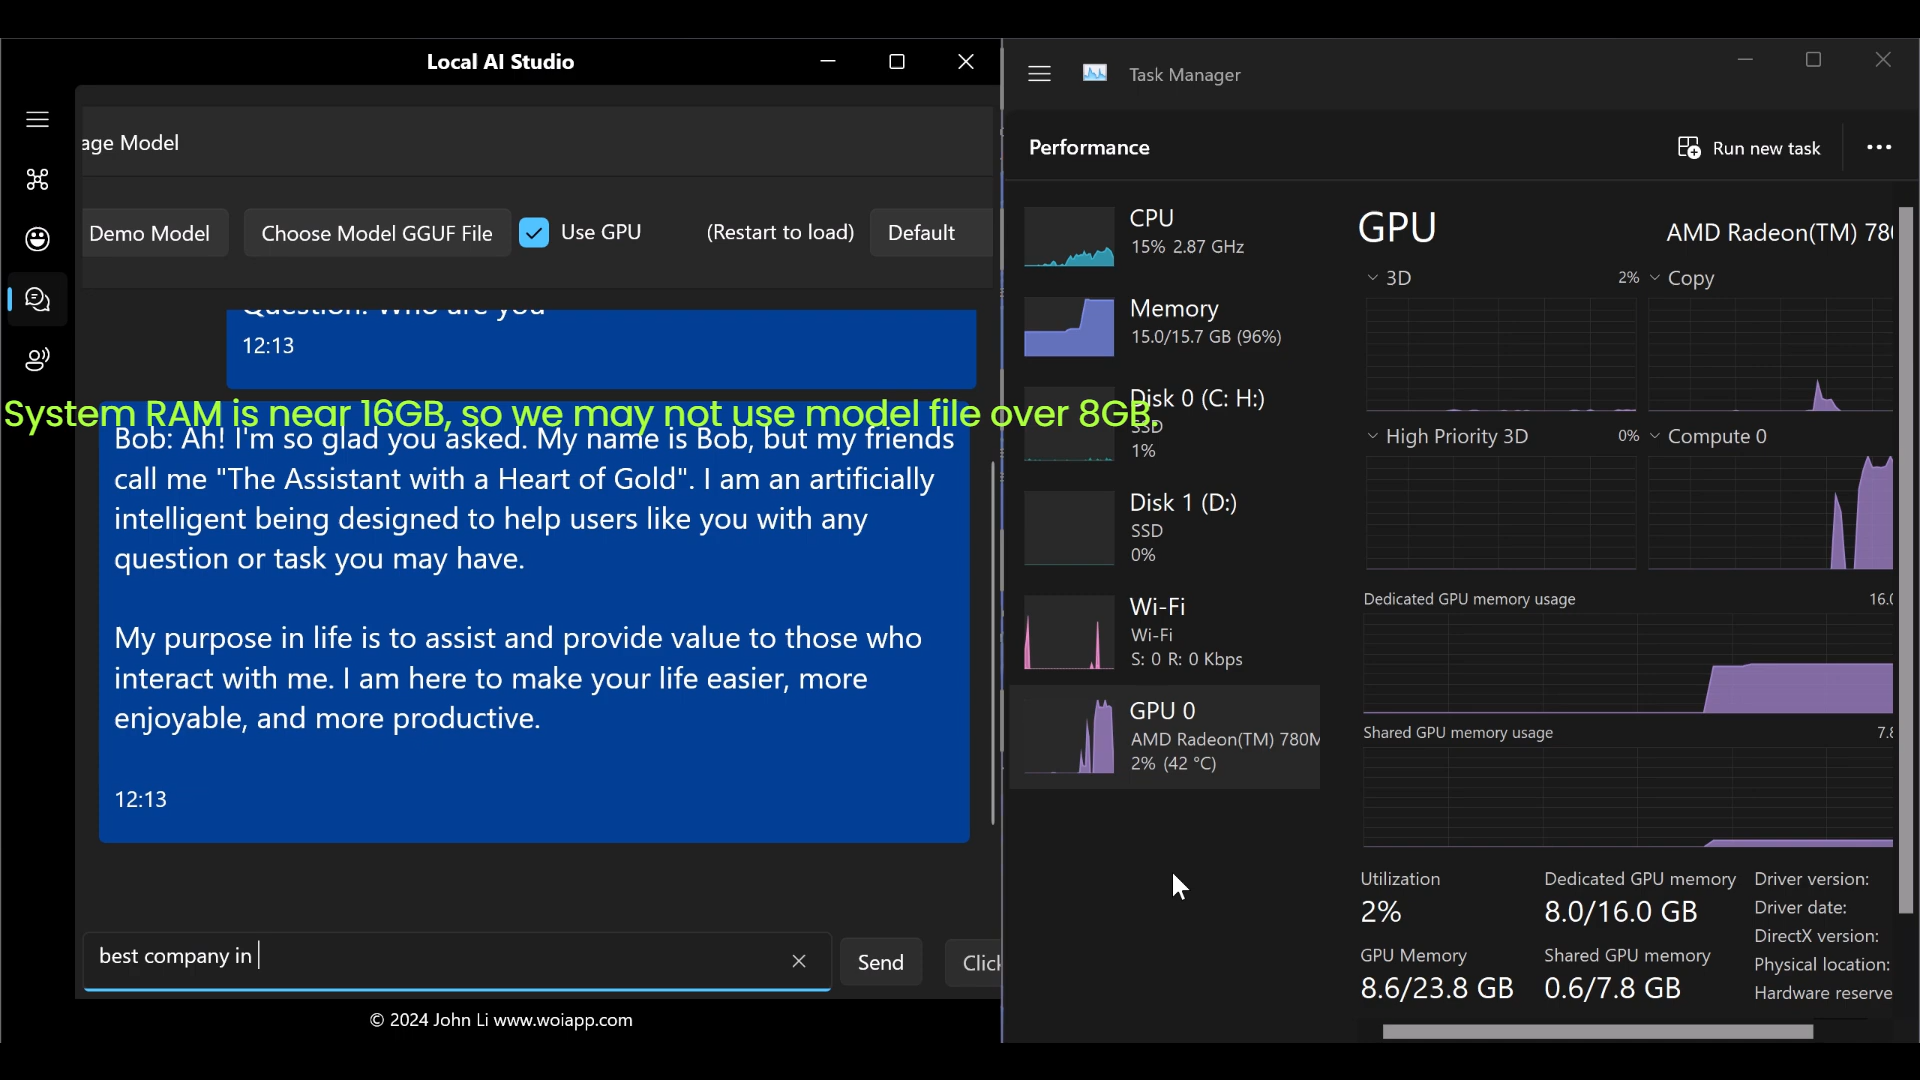 Local AI Studio
age Model
Demo Model
Choose Model GGUF File
Use GPU
(Restart to load)
Default
Question: Who are you
12:13
System RAM is near 16GB, so we may not use model file over 8GB.
Bob: Ah! I'm so glad you asked. My name is Bob, but my friends
call me "The Assistant with a Heart of Gold". I am an artificially
intelligent being designed to help users like you with any
question or task you may have.
My purpose in life is to assist and provide value to those who
interact with me. I am here to make your life easier, more
enjoyable, and more productive.
12:13
best company in
Send
Click
© 2024 John Li www.woiapp.com
Task Manager
Performance
Run new task
CPU
15% 2.87 GHz
Memory
15.0/15.7 GB (96%)
Disk 0 (C: H:)
SSD
1%
Disk 1 (D:)
SSD
0%
Wi-Fi
Wi-Fi
S: 0 R: 0 Kbps
GPU 0
AMD Radeon(TM) 780M
2% (42 °C)
GPU
AMD Radeon(TM) 780
3D
2%
Copy
High Priority 3D
0%
Compute 0
Dedicated GPU memory usage
16.0
Shared GPU memory usage
7.8
Utilization
2%
Dedicated GPU memory
8.0/16.0 GB
GPU Memory
8.6/23.8 GB
Shared GPU memory
0.6/7.8 GB
Driver version:
Driver date:
DirectX version:
Physical location:
Hardware reserve